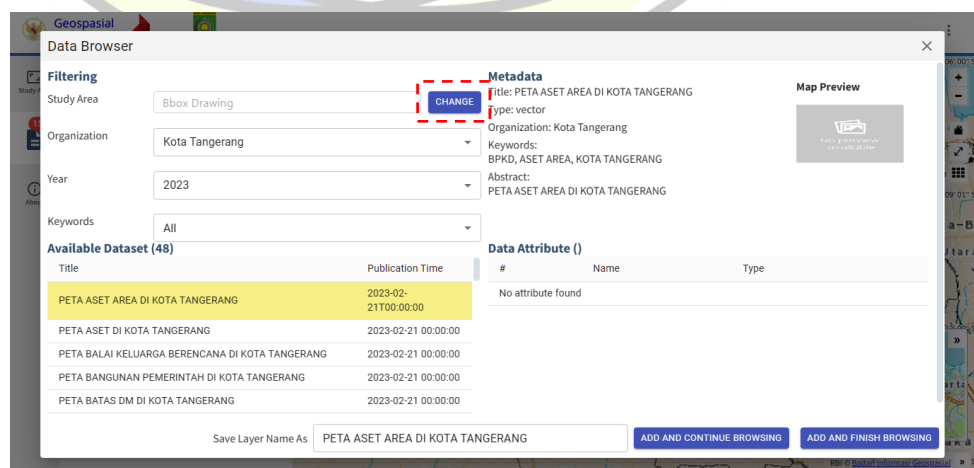 Geospasial
Data Browser
Filtering
Study Area
Bbox Drawing
CHANGE
Organization
Kota Tangerang
Year
2023
Keywords
All
Metadata
Title: PETA ASET AREA DI KOTA TANGERANG
Type: vector
Organization: Kota Tangerang
Keywords:
BPKD, ASET AREA, KOTA TANGERANG
Abstract:
PETA ASET AREA DI KOTA TANGERANG
Map Preview
No preview
available
Available Dataset (48)
Title Publication Time
PETA ASET AREA DI KOTA TANGERANG 2023-02-
21T00:00:00
PETA ASET DI KOTA TANGERANG 2023-02-21 00:00:00
PETA BALAI KELUARGA BERENCANA DI KOTA TANGERANG 2023-02-21 00:00:00
PETA BANGUNAN PEMERINTAH DI KOTA TANGERANG 2023-02-21 00:00:00
PETA BATAS DM DI KOTA TANGERANG 2023-02-21 00:00:00
Data Attribute ()
# Name Type
No attribute found
Save Layer Name As
PETA ASET AREA DI KOTA TANGERANG
ADD AND CONTINUE BROWSING
ADD AND FINISH BROWSING
RBI © Badan Informasi Geospasial